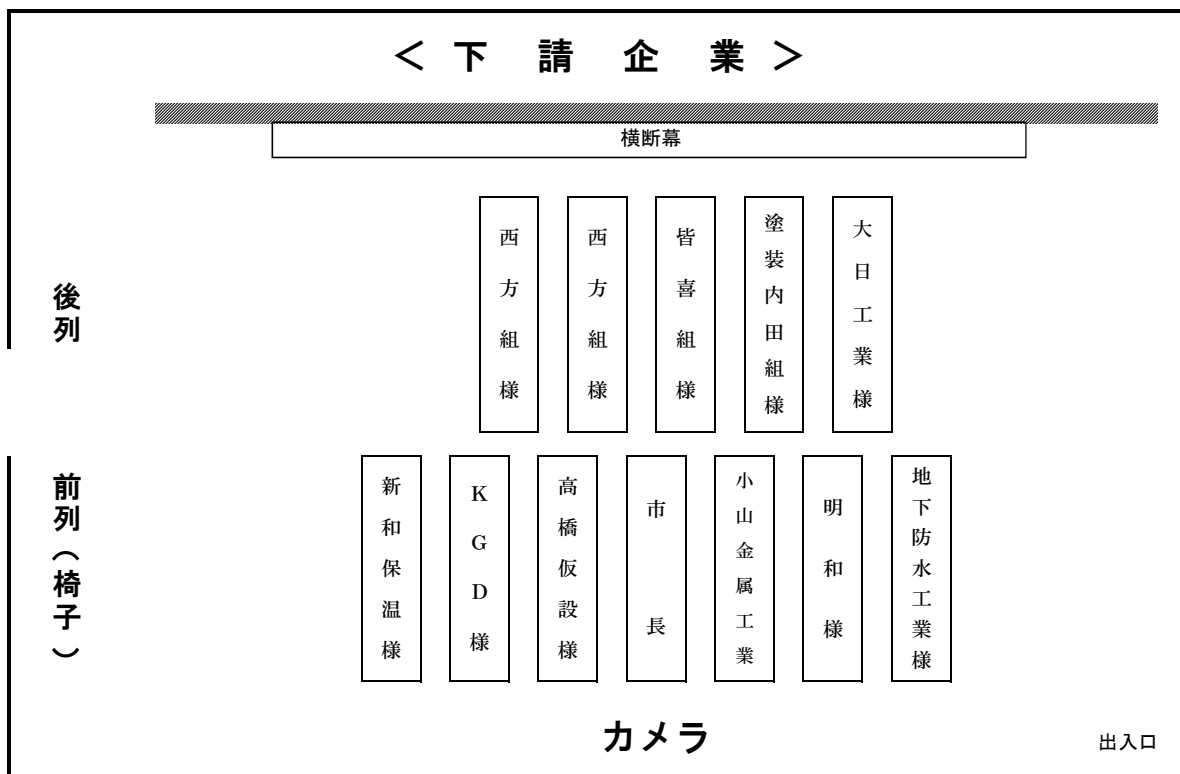 ＜下請企業＞
横断幕
後列
西方組様
西方組様
皆喜組様
塗装内田組様
大日工業様
前列（椅子）
新和保温様
KGD様
高橋仮設様
市長
小山金属工業
明和様
地下防水工業様
カメラ
出入口